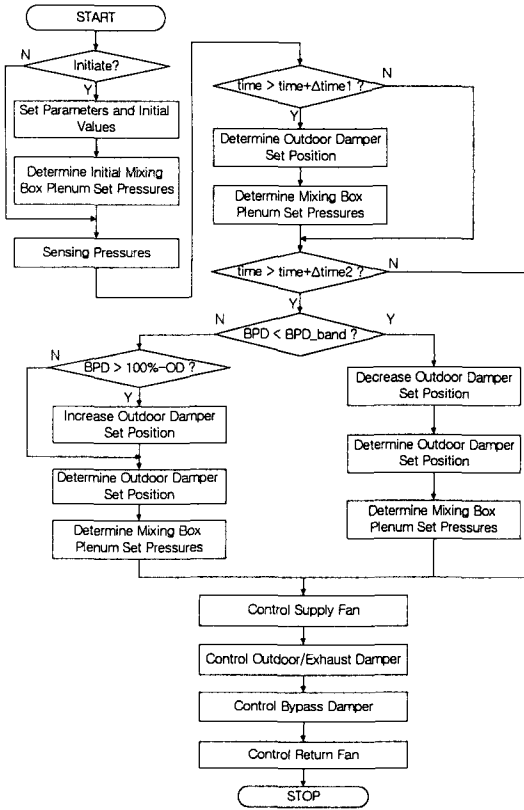 START
N
Initiate?
Y
Set Parameters and Initial
Values
Determine Initial Mixing
Box Plenum Set Pressures
Sensing Pressures
time > time+Δtime1 ?
N
Y
Determine Outdoor Damper
Set Position
Determine Mixing Box
Plenum Set Pressures
time > time+Δtime2 ?
N
Y
N
BPD < BPD_band ?
Y
N
BPD > 100%-OD ?
Y
Increase Outdoor Damper
Set Position
Determine Outdoor Damper
Set Position
Determine Mixing Box
Plenum Set Pressures
Decrease Outdoor Damper
Set Position
Determine Outdoor Damper
Set Position
Determine Mixing Box
Plenum Set Pressures
Control Supply Fan
Control Outdoor/Exhaust Damper
Control Bypass Damper
Control Return Fan
STOP